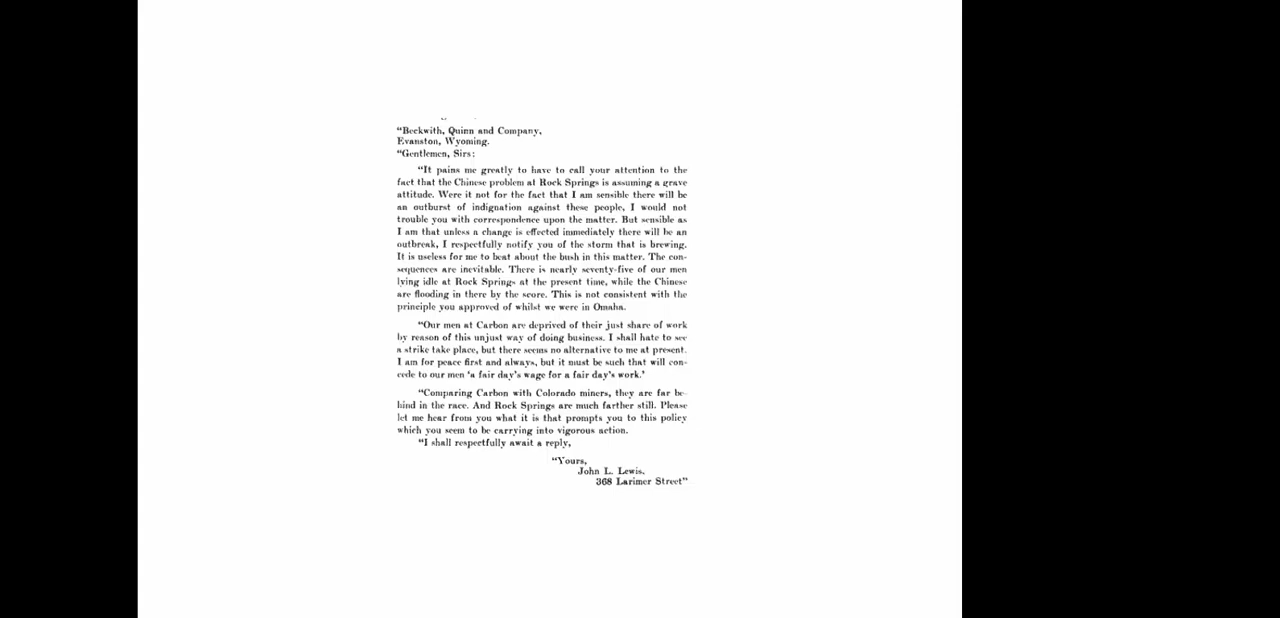 "Beckwith, Quinn and Company,
Evanston, Wyoming.
"Gentlemen, Sirs:
"It pains me greatly to have to call your attention to the
fact that the Chinese problem at Rock Springs is assuming a grave
attitude. Were it not for the fact that I am sensible there will be
an outburst of indignation against these people, I would not
trouble you with correspondence upon the matter. But sensible as
I am that unless a change is effected immediately there will be an
outbreak, I respectfully notify you of the storm that is brewing.
It is useless for me to beat about the bush in this matter. The con-
sequences are inevitable. There is nearly seventy-five of our men
lying idle at Rock Springs at the present time, while the Chinese
are flooding in there by the score. This is not consistent with the
principle you approved of whilst we were in Omaha.
"Our men at Carbon are deprived of their just share of work
by reason of this unjust way of doing business. I shall hate to see
a strike take place, but there seems no alternative to me at present.
I am for peace first and always, but it must be such that will con-
cede to our men 'a fair day's wage for a fair day's work.'
"Comparing Carbon with Colorado miners, they are far be-
hind in the race. And Rock Springs are much farther still. Please
let me hear from you what it is that prompts you to this policy
which you seem to be carrying into vigorous action.
"I shall respectfully await a reply,
"Yours,
John L. Lewis.
368 Larimer Street"